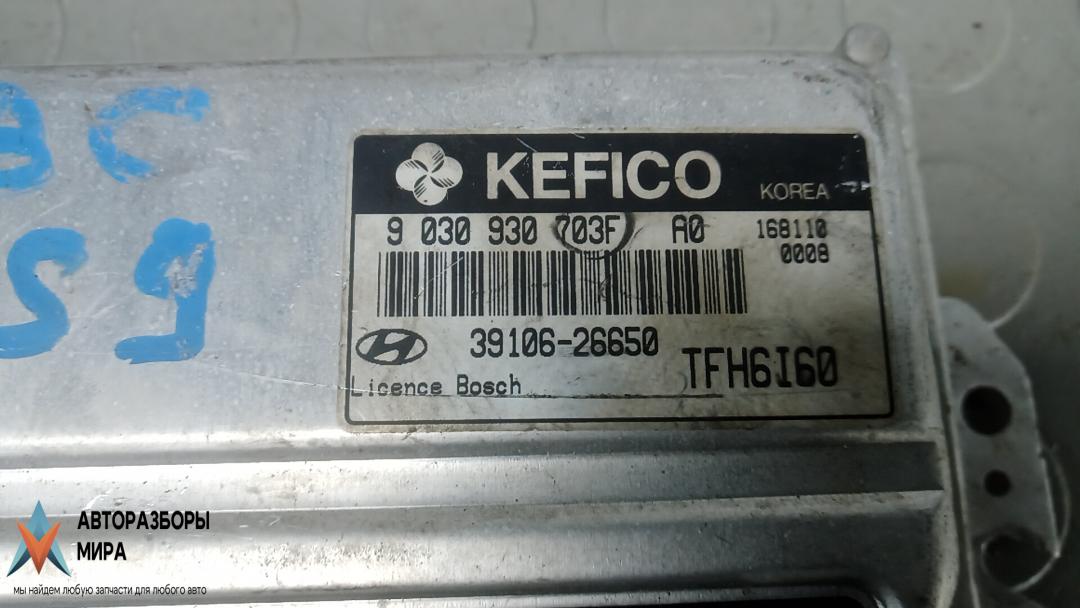 KEFICO
KOREA
9 030 930 703F A0 168110
0008
39106-26650
TFH6I60
Licence Bosch
59
АВТОРАЗБОРЫ
МИРА
мы найдем любую запчасти для любого авто